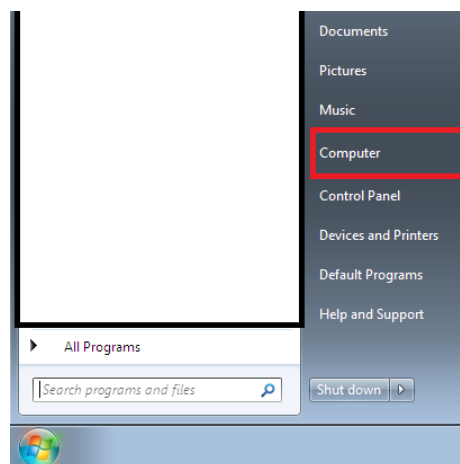 Documents
Pictures
Music
Computer
Control Panel
Devices and Printers
Default Programs
Help and Support
All Programs
Search programs and files
Shut down